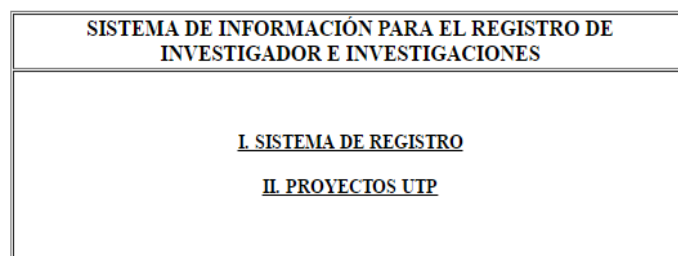 SISTEMA DE INFORMACIÓN PARA EL REGISTRO DE
INVESTIGADOR E INVESTIGACIONES
I. SISTEMA DE REGISTRO
II. PROYECTOS UTP